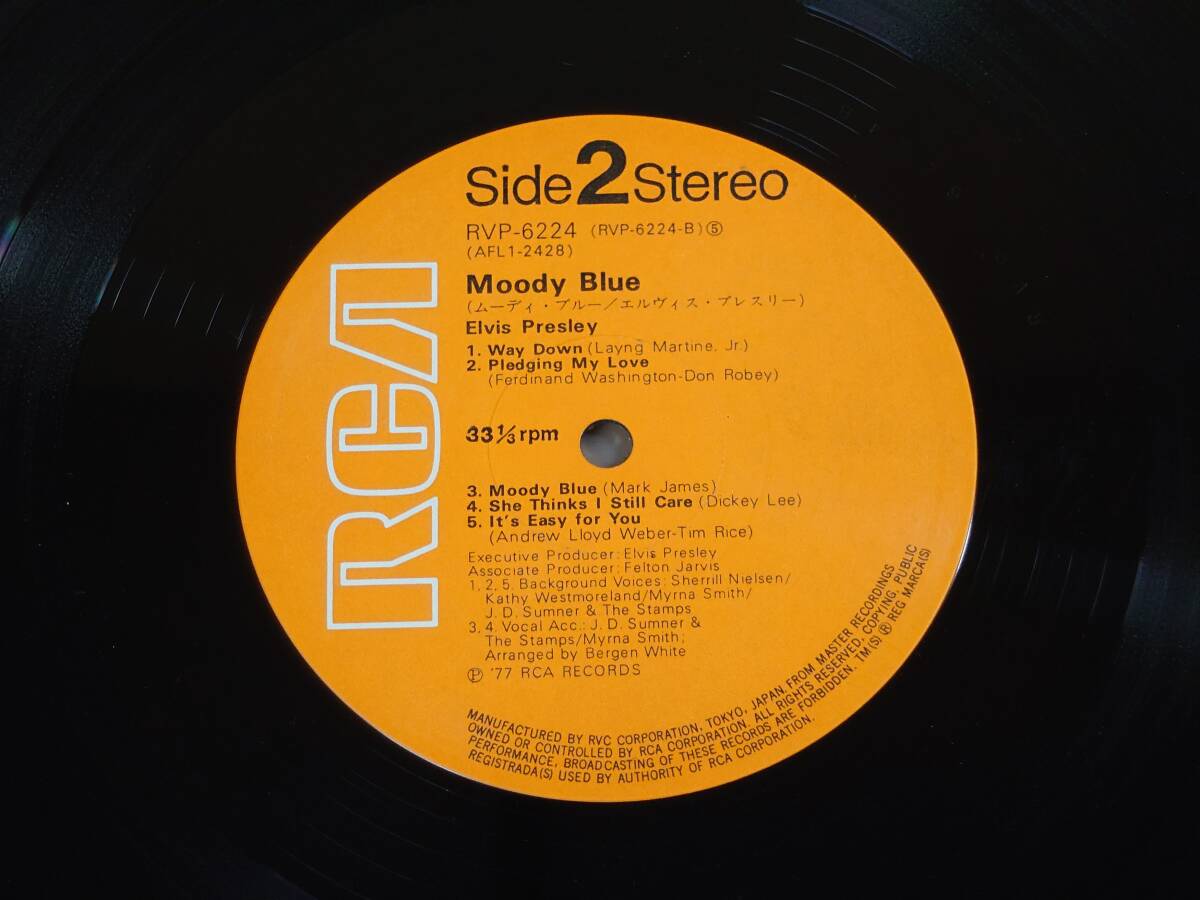 Side 2 Stereo
RVP-6224 (RVP-6224-B)⑤
(AFL1-2428)
Moody Blue
(ムーディ・ブルー/エルヴィス・プレスリー)
Elvis Presley
1. Way Down (Layng Martine, Jr.)
2. Pledging My Love
(Ferdinand Washington-Don Robey)
33 1/3 rpm
3. Moody Blue (Mark James)
4. She Thinks I Still Care (Dickey Lee)
5. It's Easy for You
(Andrew Lloyd Weber-Tim Rice)
Executive Producer: Elvis Presley
Associate Producer: Felton Jarvis
1, 2, 5, Background Voices: Sherrill Nielsen/
Kathy Westmoreland/Myrna Smith/
J. D. Sumner & The Stamps
3, 4. Vocal Acc.: J. D. Sumner &
The Stamps/Myrna Smith;
Arranged by Bergen White
Ⓟ '77 RCA RECORDS
RCA
MANUFACTURED BY RVC CORPORATION, TOKYO, JAPAN, FROM MASTER RECORDINGS
OWNED OR CONTROLLED BY RCA CORPORATION. ALL RIGHTS RESERVED, COPYING, PUBLIC
PERFORMANCE, BROADCASTING OF THESE RECORDS ARE FORBIDDEN. TM(S) ® REG MARCA(S)
REGISTRADA(S) USED BY AUTHORITY OF RCA CORPORATION.